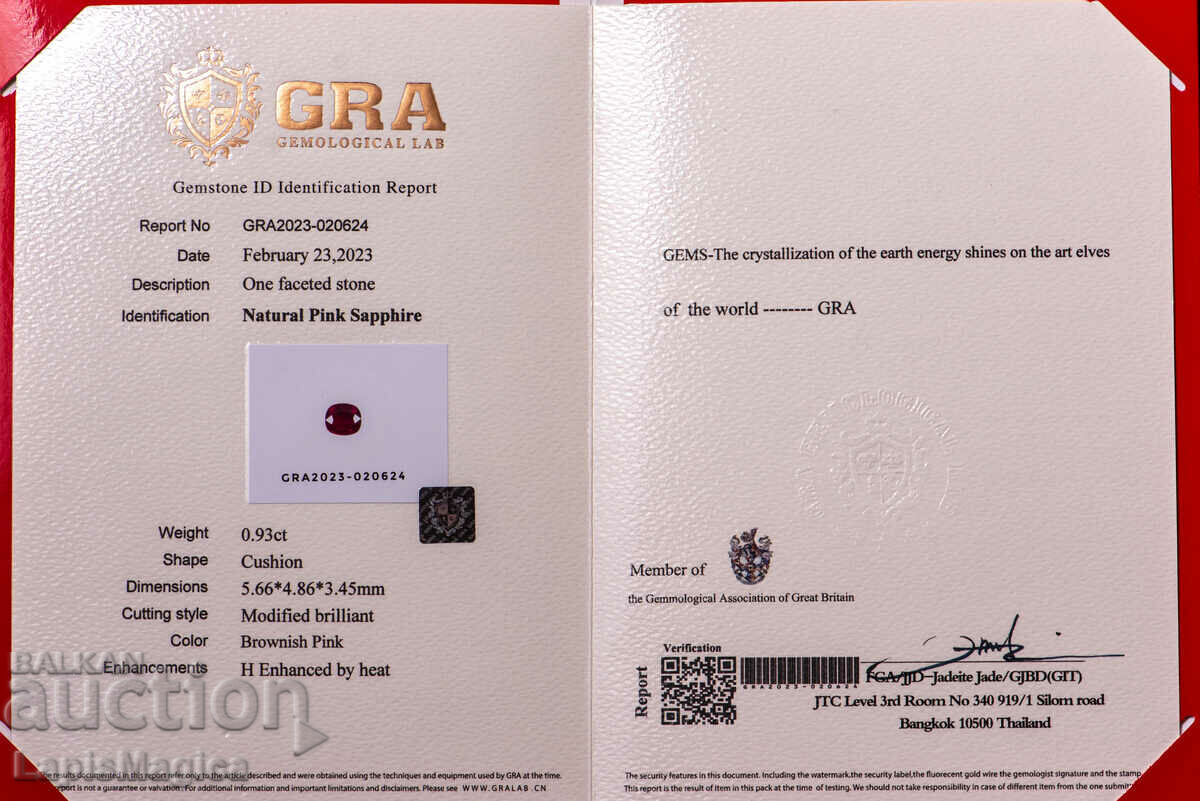 GRA
GEMOLOGICAL LAB
Gemstone ID Identification Report
Report No GRA2023-020624
Date February 23,2023
Description One faceted stone
Identification Natural Pink Sapphire
GRA2023-020624
Weight 0.93ct
Shape Cushion
Dimensions 5.66*4.86*3.45mm
Cutting style Modified brilliant
Color Brownish Pink
Enhancements H Enhanced by heat
BALKAN
auction
LapisMagica
The results documented in this report refer only to the article described and were obtained using the techniques and equipment used by GRA at the time.
report is not a guarantee or valvation. For additional information and important limitations and disclaimers. Please see WWW.GRALAB.CN
GEMS-The crystallization of the earth energy shines on the art elves
of the world -------- GRA
Member of
the Gemmological Association of Great Britain
Verification
Report
GRA2023-020624
FGA/JJD-Jadeite Jade/GJBD(GIT)
JTC Level 3rd Room No 340 919/1 Silom road
Bangkok 10500 Thailand
The security features in this document. Including the watermark,the security label,the fluorecent gold wire the gemologist signature and the stamp.
This report is the result of item in this pack at the time of testing. We should not take responsibility in case of different item from the one